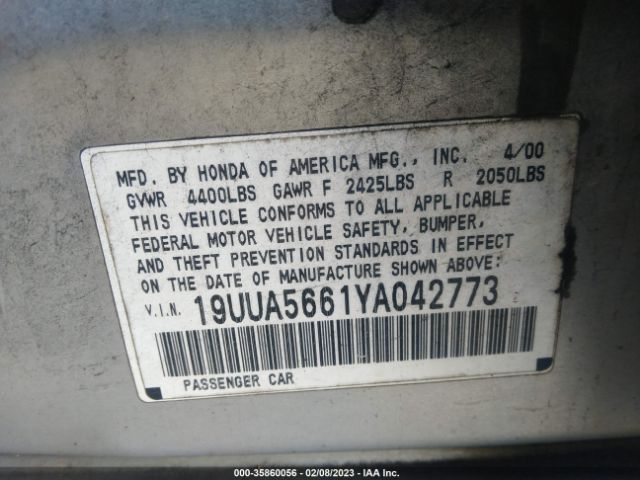 MFD. BY HONDA OF AMERICA MFG., INC. 4/00
GVWR 4400LBS GAWR F 2425LBS R 2050LBS
THIS VEHICLE CONFORMS TO ALL APPLICABLE
FEDERAL MOTOR VEHICLE SAFETY, BUMPER,
AND THEFT PREVENTION STANDARDS IN EFFECT
ON THE DATE OF MANUFACTURE SHOWN ABOVE:
V.I.N. 19UUA5661YA042773
PASSENGER CAR
000-35860056 | 02/08/2023 | IAA Inc.